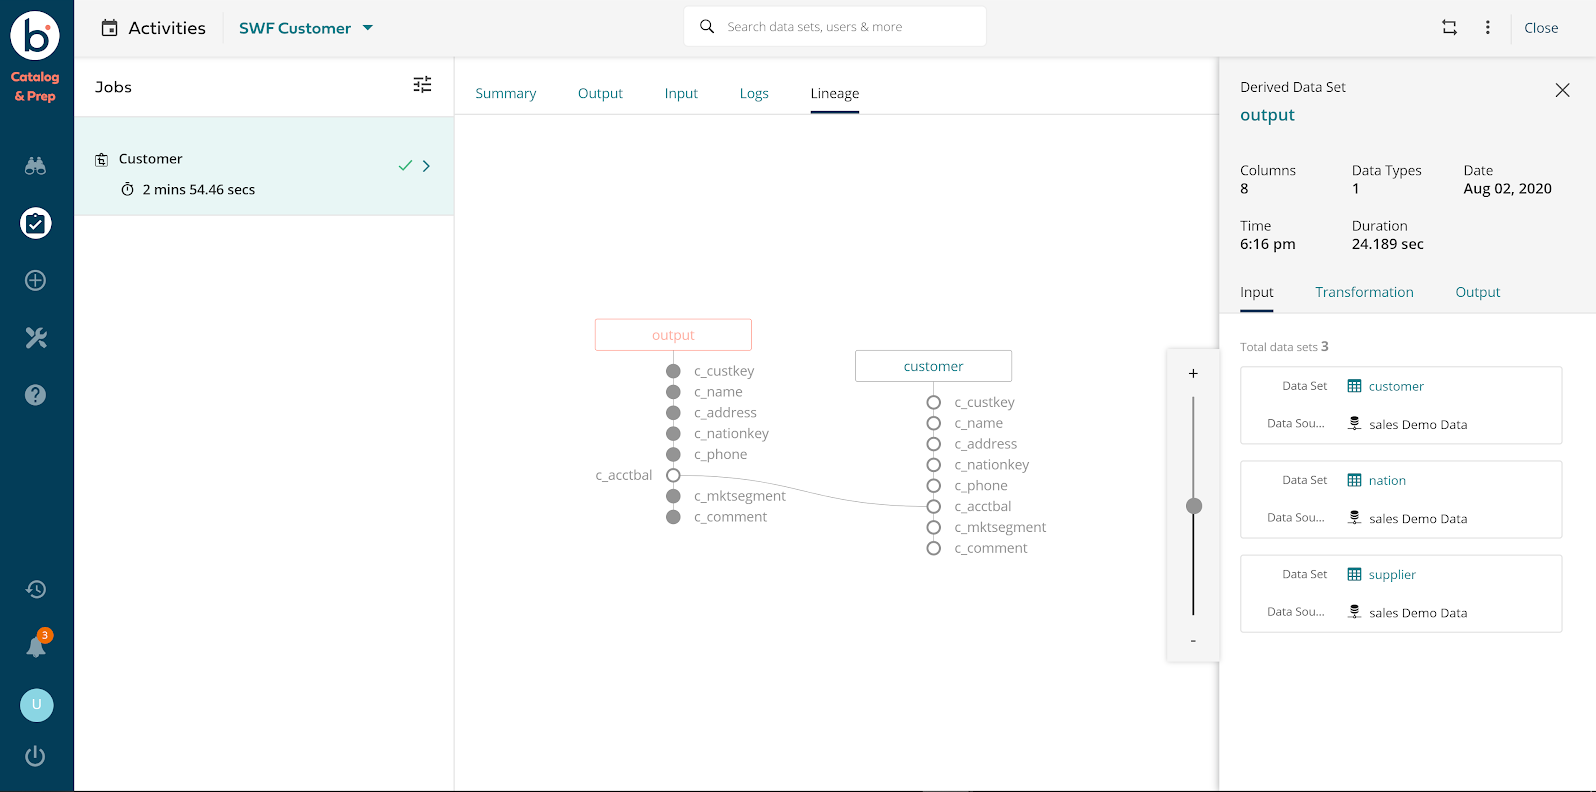 b
Catalog
& Prep
3
U
Activities
SWF Customer
Search data sets, users & more
Close
Jobs
Customer
2 mins 54.46 secs
Summary Output Input Logs Lineage
output
c_custkey
c_name
c_address
c_nationkey
c_phone
c_acctbal
c_mktsegment
c_comment
customer
c_custkey
c_name
c_address
c_nationkey
c_phone
c_acctbal
c_mktsegment
c_comment
+
-
Derived Data Set
output
Columns Data Types Date
8 1 Aug 02, 2020
Time Duration
6:16 pm 24.189 sec
Input Transformation Output
Total data sets 3
Data Set customer
Data Sou... sales Demo Data
Data Set nation
Data Sou... sales Demo Data
Data Set supplier
Data Sou... sales Demo Data